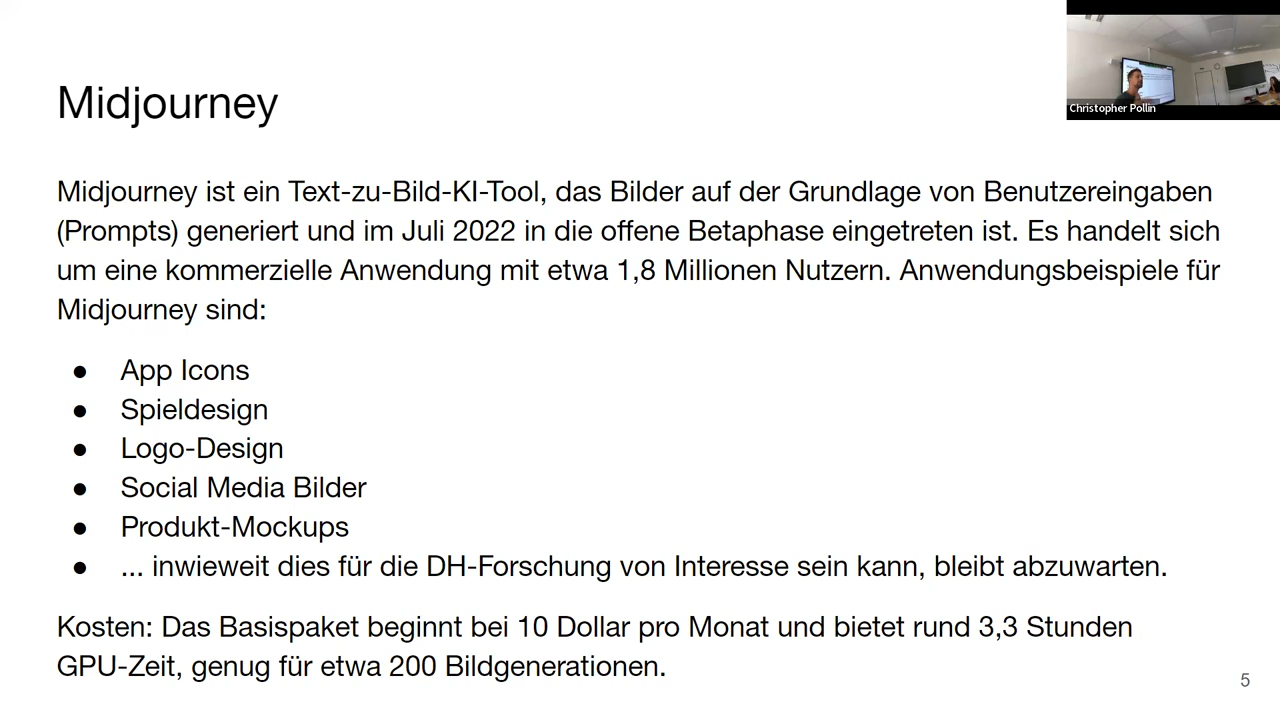 Midjourney
Christopher Pollin
Midjourney ist ein Text-zu-Bild-KI-Tool, das Bilder auf der Grundlage von Benutzereingaben
(Prompts) generiert und im Juli 2022 in die offene Betaphase eingetreten ist. Es handelt sich
um eine kommerzielle Anwendung mit etwa 1,8 Millionen Nutzern. Anwendungsbeispiele für
Midjourney sind:
● App Icons
● Spieldesign
● Logo-Design
● Social Media Bilder
● Produkt-Mockups
● ... inwieweit dies für die DH-Forschung von Interesse sein kann, bleibt abzuwarten.
Kosten: Das Basispaket beginnt bei 10 Dollar pro Monat und bietet rund 3,3 Stunden
GPU-Zeit, genug für etwa 200 Bildgenerationen.
5